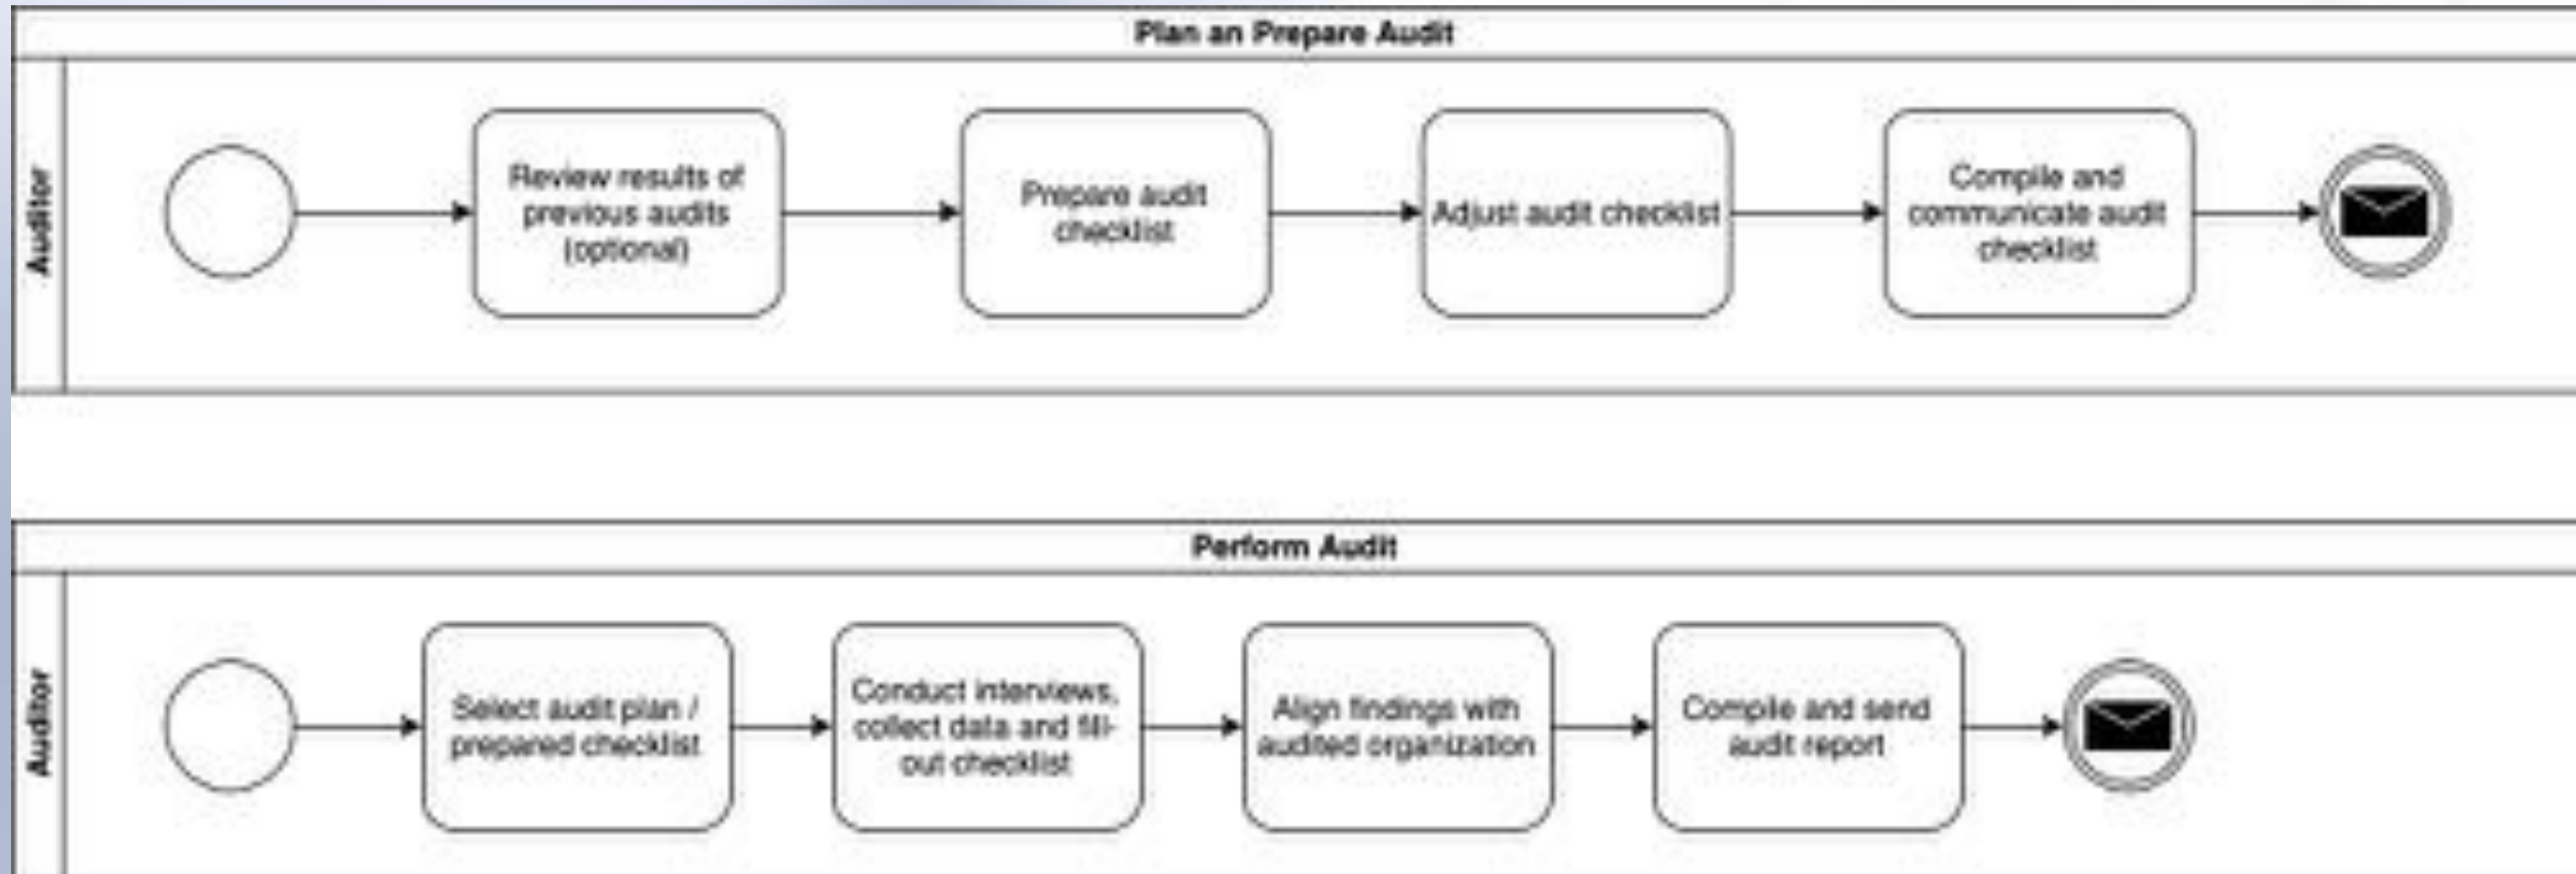 Plan an Prepare Audit
Auditor
Review results of
previous audits
(optional)
Prepare audit
checklist
Adjust audit checklist
Compile and
communicate audit
checklist
Perform Audit
Auditor
Select audit plan /
prepared checklist
Conduct interviews,
collect data and fill-
out checklist
Align findings with
audited organization
Compile and send
audit report